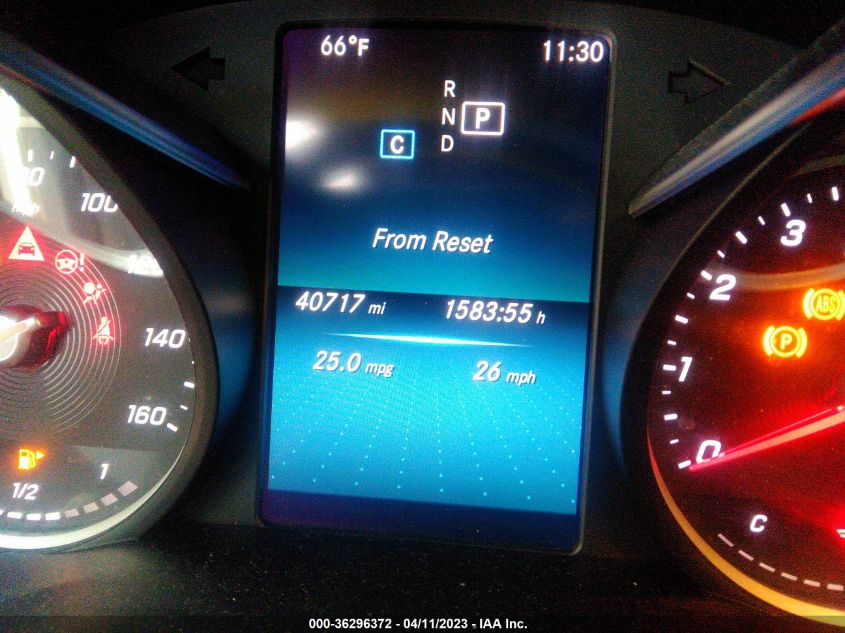 66°F 11:30
R
N P
C D
From Reset
40717 mi 1583:55 h
25.0 mpg 26 mph
100
140
160
1/2 1
3
2
1
0
C
ABS
P
000-36296372 - 04/11/2023 - IAA Inc.